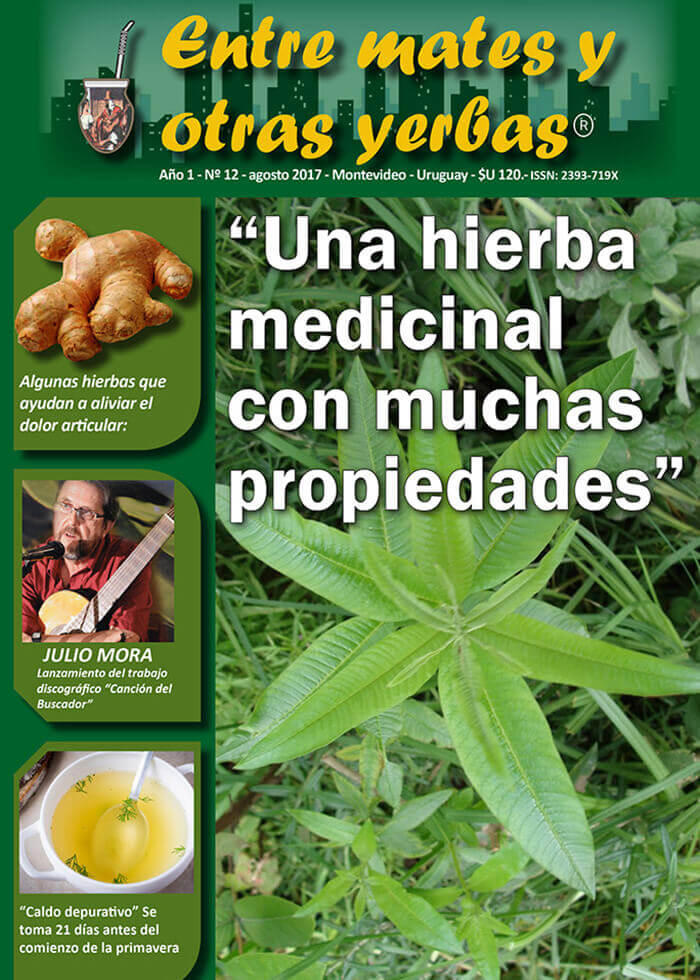 Entre mates y
otras yerbas®
Año 1 - Nº 12 - agosto 2017 - Montevideo - Uruguay - $U 120.- ISSN: 2393-719X
“Una hierba
medicinal
con muchas
propiedades”
Algunas hierbas que
ayudan a aliviar el
dolor articular:
JULIO MORA
Lanzamiento del trabajo
discográfico “Canción del
Buscador”
“Caldo depurativo” Se
toma 21 días antes del
comienzo de la primavera